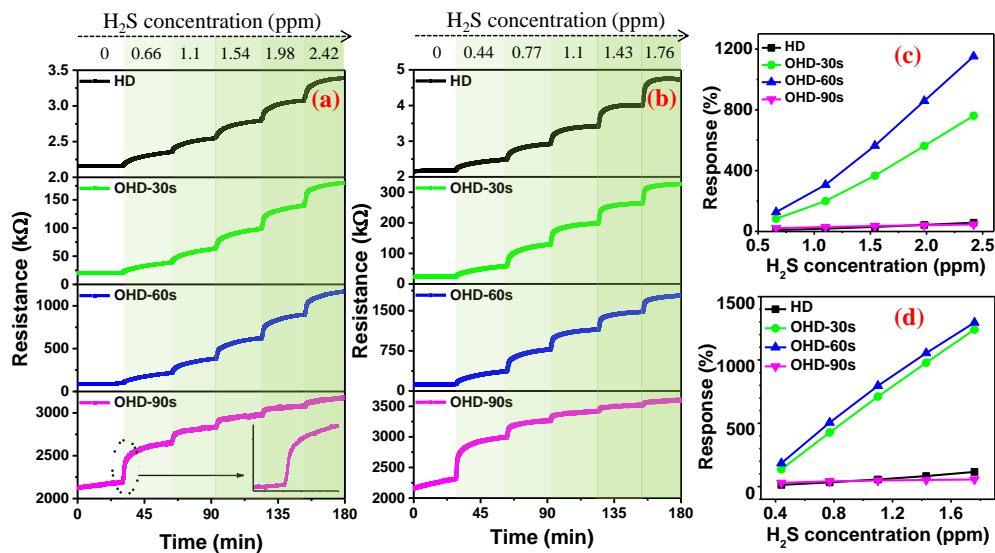 H2S concentration (ppm)
0 0.66 1.1 1.54 1.98 2.42
(a)
HD
3.5
3.0
2.5
2.0
OHD-30s
150
100
50
0
OHD-60s
1000
500
0
OHD-90s
3000
2500
2000
0 45 90 135 180
Time (min)
Resistance (kΩ)
H2S concentration (ppm)
0 0.44 0.77 1.1 1.43 1.76
(b)
HD
5
4
3
2
OHD-30s
300
200
100
0
OHD-60s
1750
1250
500
0
OHD-90s
3500
3000
2500
2000
0 45 90 135 180
Time (min)
Resistance (kΩ)
(c)
HD
OHD-30s
OHD-60s
OHD-90s
1200
800
400
0
0.5 1.0 1.5 2.0 2.5
H2S concentration (ppm)
Response (%)
(d)
HD
OHD-30s
OHD-60s
OHD-90s
1500
1000
500
0
0.4 0.8 1.2 1.6
H2S concentration (ppm)
Response (%)